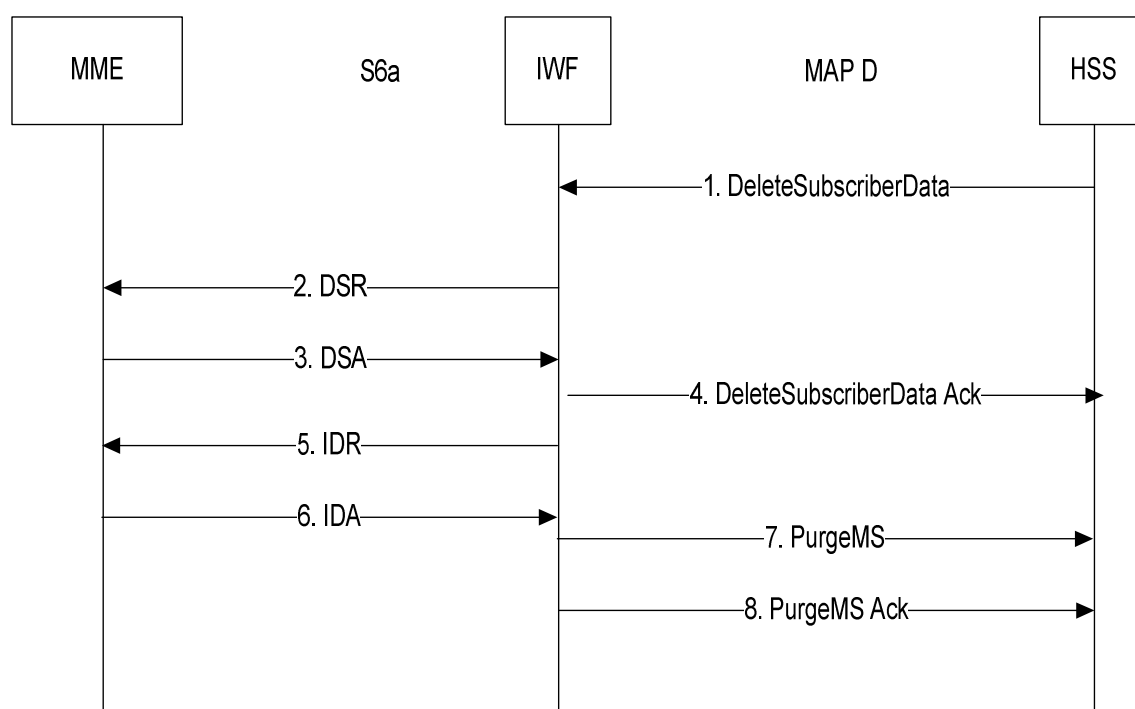 MME
S6a
IWF
MAP D
HSS
1. DeleteSubscriberData
2. DSR
3. DSA
4. DeleteSubscriberData Ack
5. IDR
6. IDA
7. PurgeMS
8. PurgeMS Ack